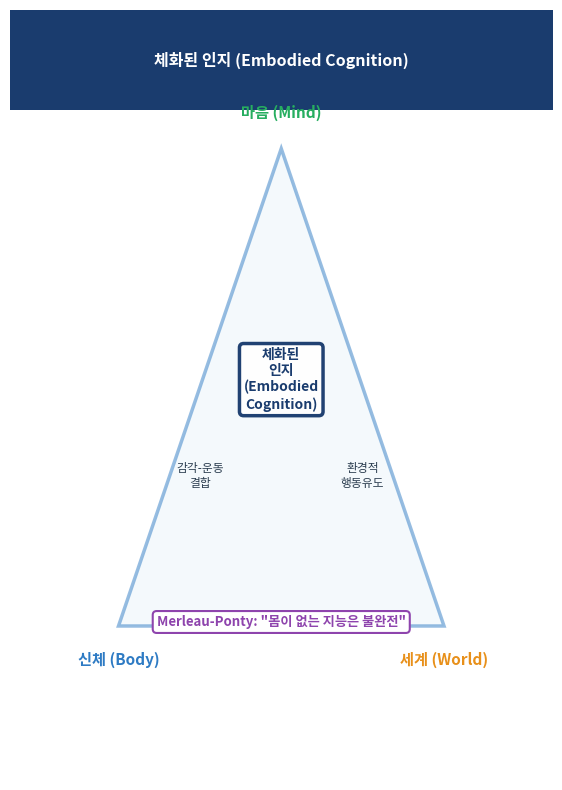 체화된 인지 (Embodied Cognition)
마음 (Mind)
체화된
인지
(Embodied
Cognition)
감각-운동
결합
환경적
행동유도
Merleau-Ponty: "몸이 없는 지능은 불완전"
신체 (Body)
세계 (World)